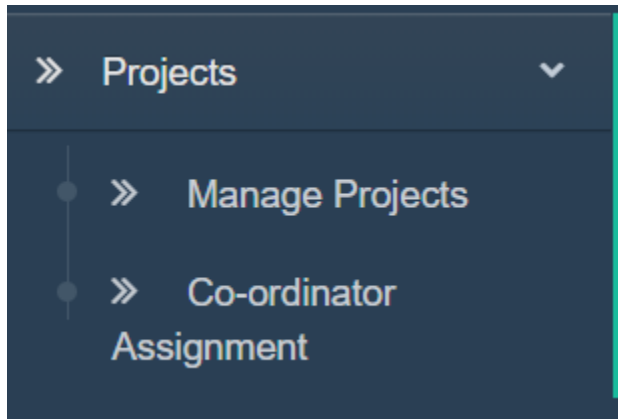 Projects
Manage Projects
Co-ordinator
Assignment